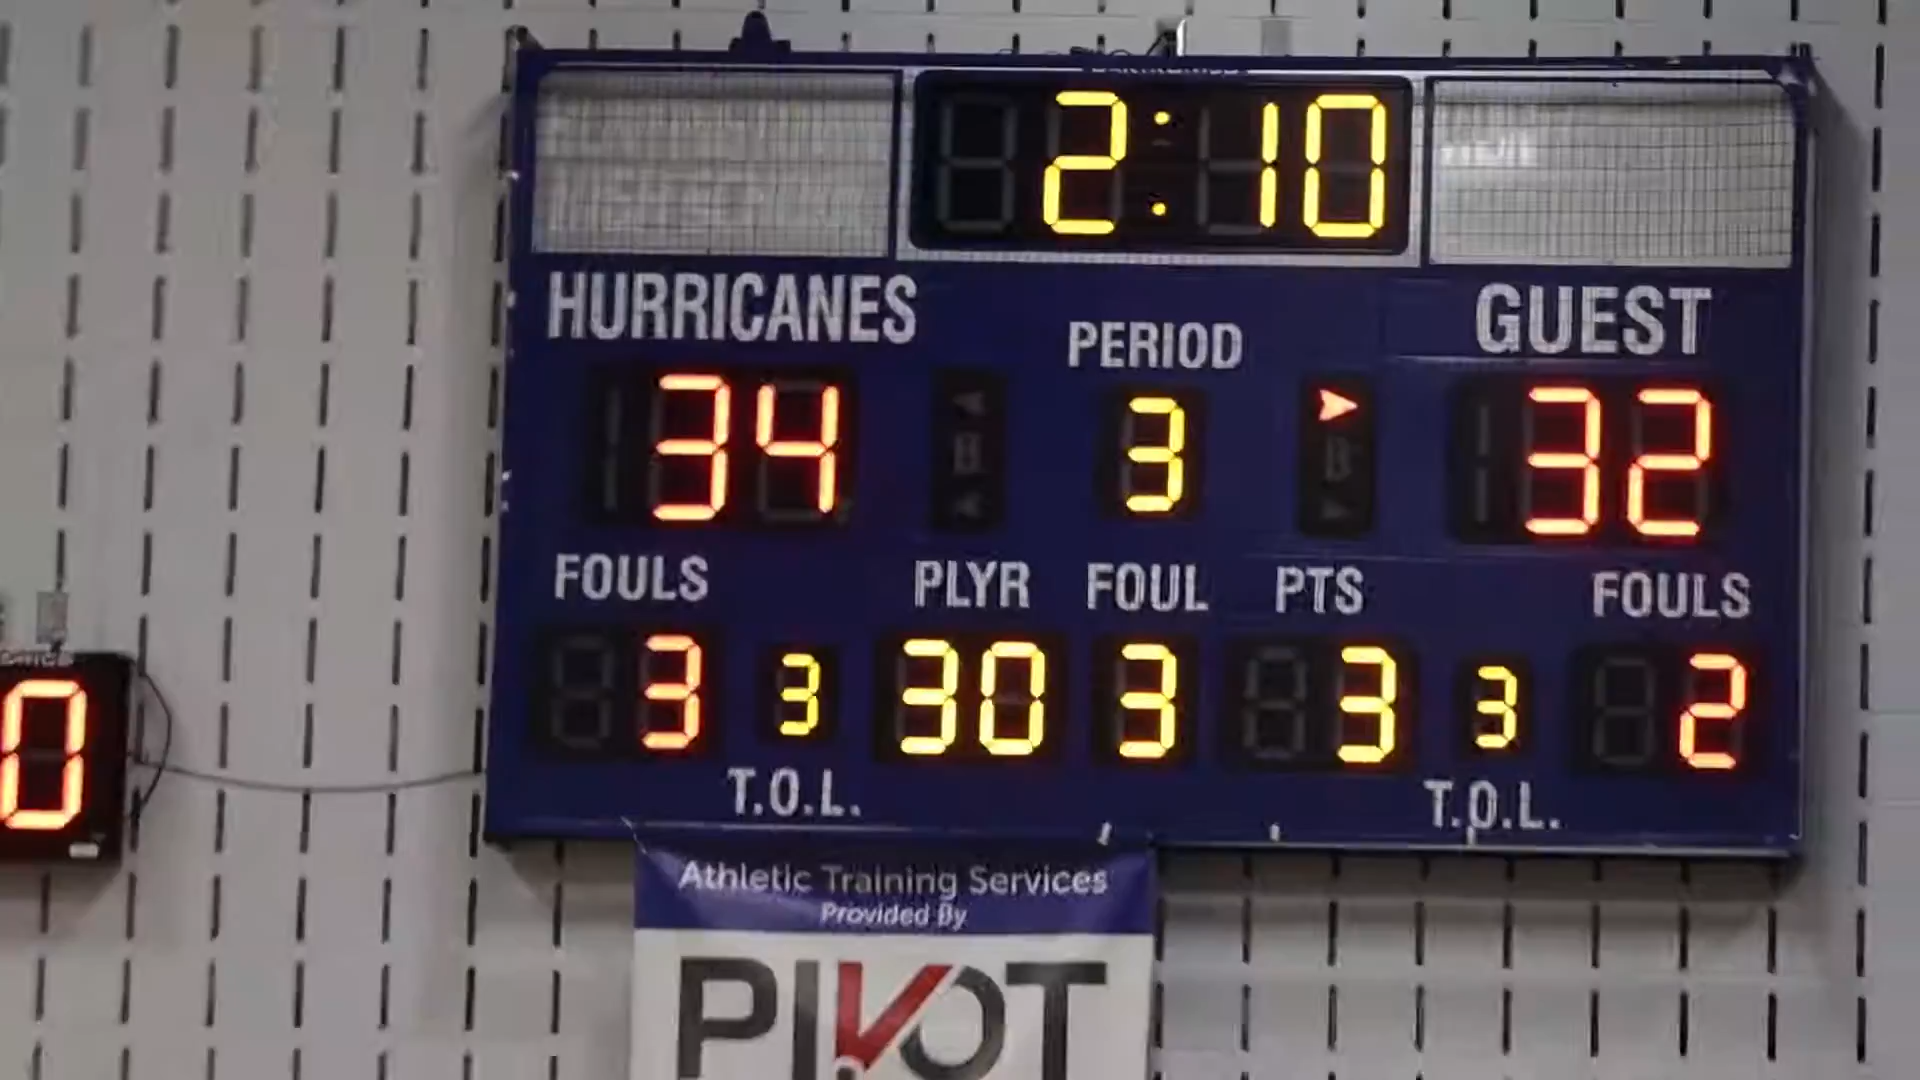 2:10
HURRICANES
PERIOD
GUEST
34
3
32
FOULS
PLYR
FOUL
PTS
FOULS
3
3
30
3
3
3
2
T.O.L.
T.O.L.
0
Athletic Training Services
Provided By
PIVOT